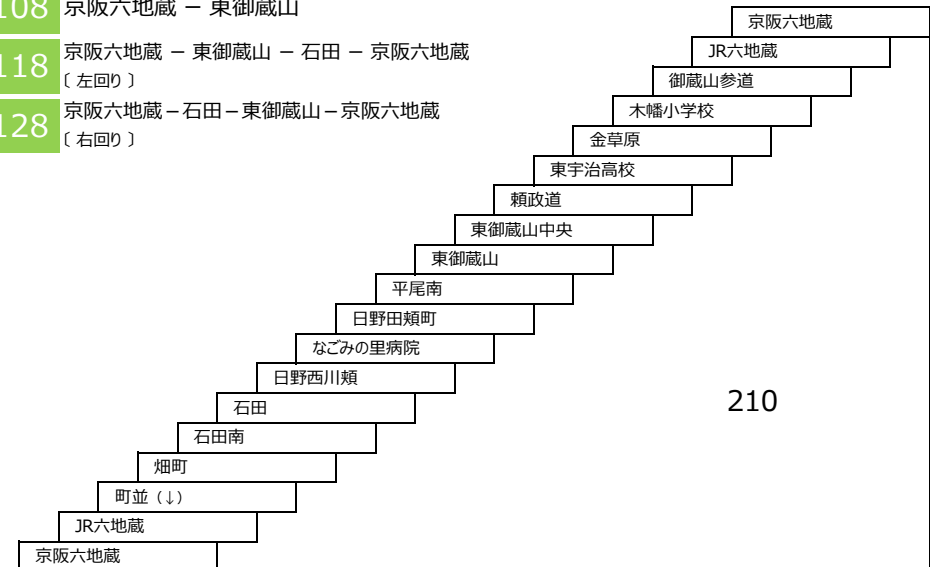 108 京阪六地蔵 － 東御蔵山
118 京阪六地蔵 － 東御蔵山 － 石田 － 京阪六地蔵
〔 左回り 〕
128 京阪六地蔵－石田－東御蔵山－京阪六地蔵
〔 右回り 〕
京阪六地蔵
JR六地蔵
御蔵山参道
木幡小学校
金草原
東宇治高校
頼政道
東御蔵山中央
東御蔵山
平尾南
日野田頬町
なごみの里病院
日野西川頬
石田
210
石田南
畑町
町並（↓）
JR六地蔵
京阪六地蔵